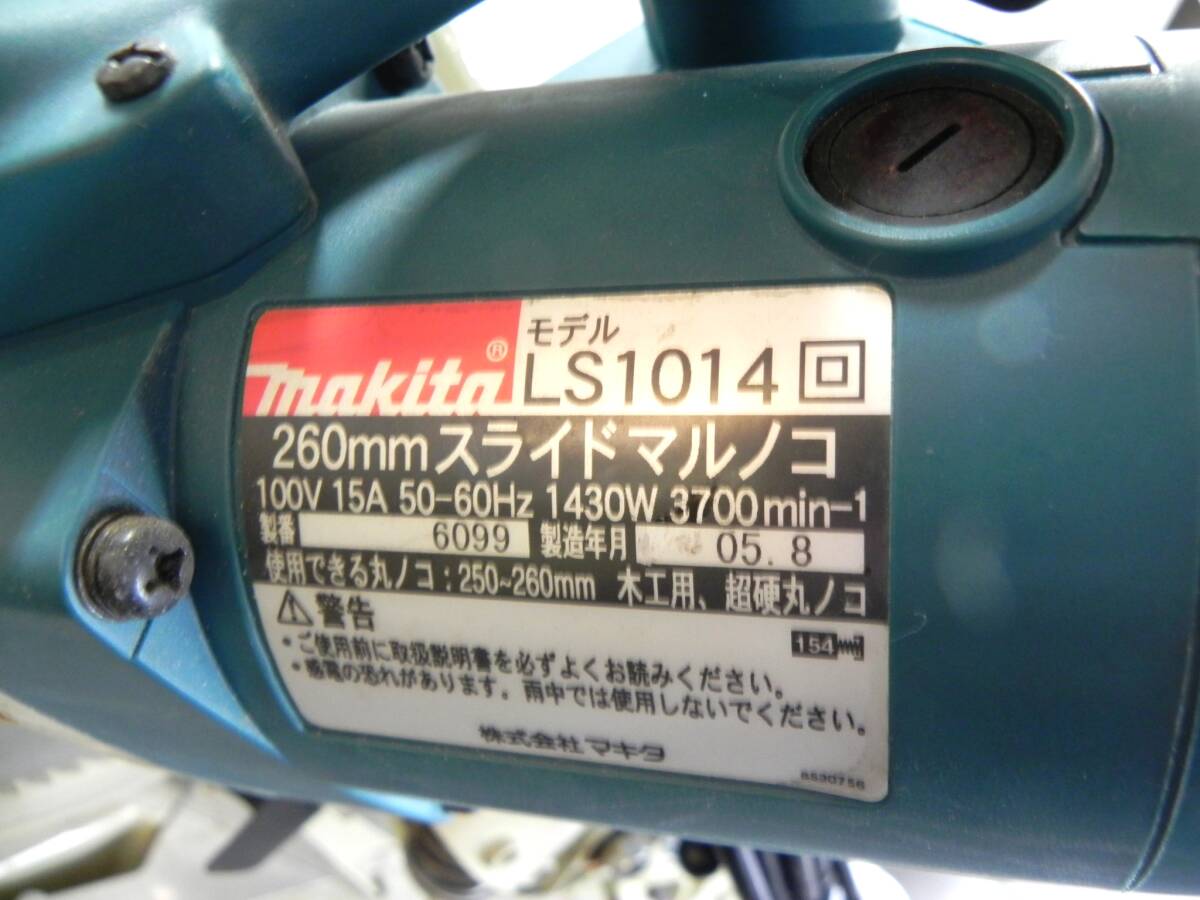 makita®
モデル
LS1014
260mmスライドマルノコ
100V 15A 50-60Hz 1430W 3700min-1
製番 6099 製造年月 05.8
使用できる丸ノコ:250~260mm 木工用、超硬丸ノコ
警告
154
・ご使用前に取扱説明書を必ずよくお読みください。
・感電の恐れがあります。雨中では使用しないでください。
株式会社マキタ